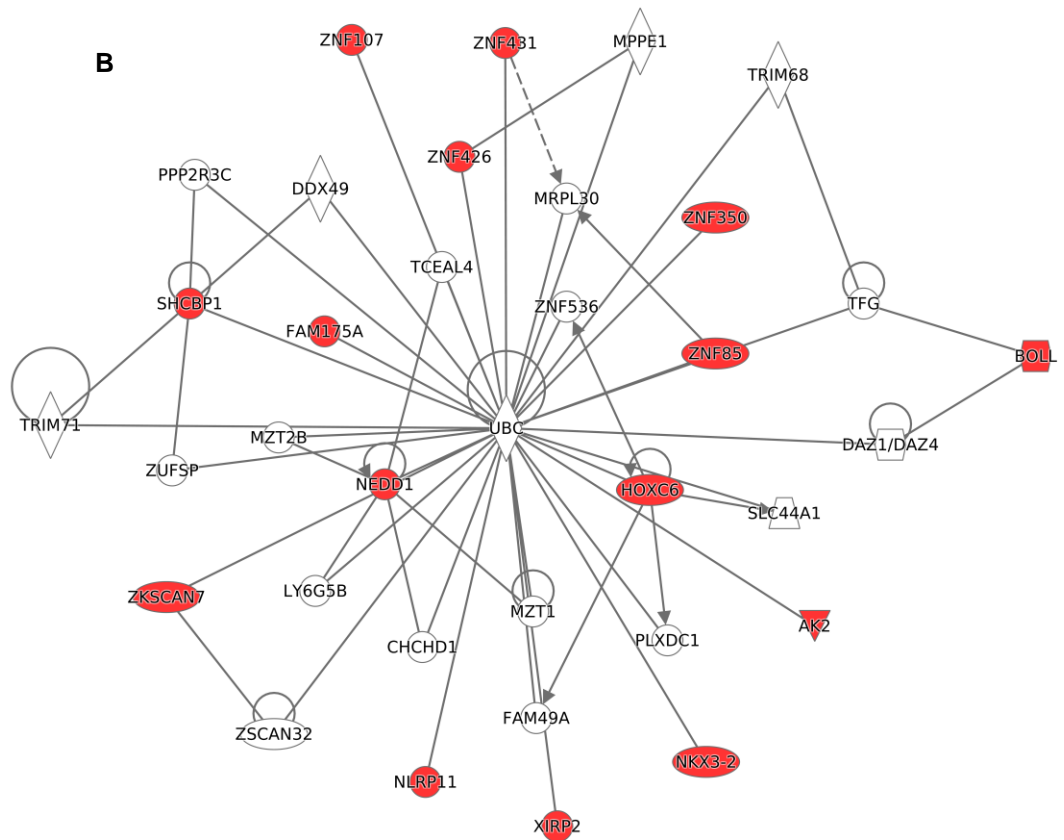 B
ZNF107
ZNF431
MPPE1
TRIM68
ZNF426
PPP2R3C
DDX49
MRPL30
ZNF350
TCEAL4
SHCBP1
ZNF536
TFG
FAM175A
ZNF85
BOLL
TRIM71
MZT2B
UBC
DAZ1/DAZ4
ZUFSP
NEDD1
HOXC6
SLC44A1
ZKSCAN7
LY6G5B
MZT1
AK2
CHCHD1
PLXDC1
ZSCAN32
FAM49A
NKX3-2
NLRP11
XIRP2